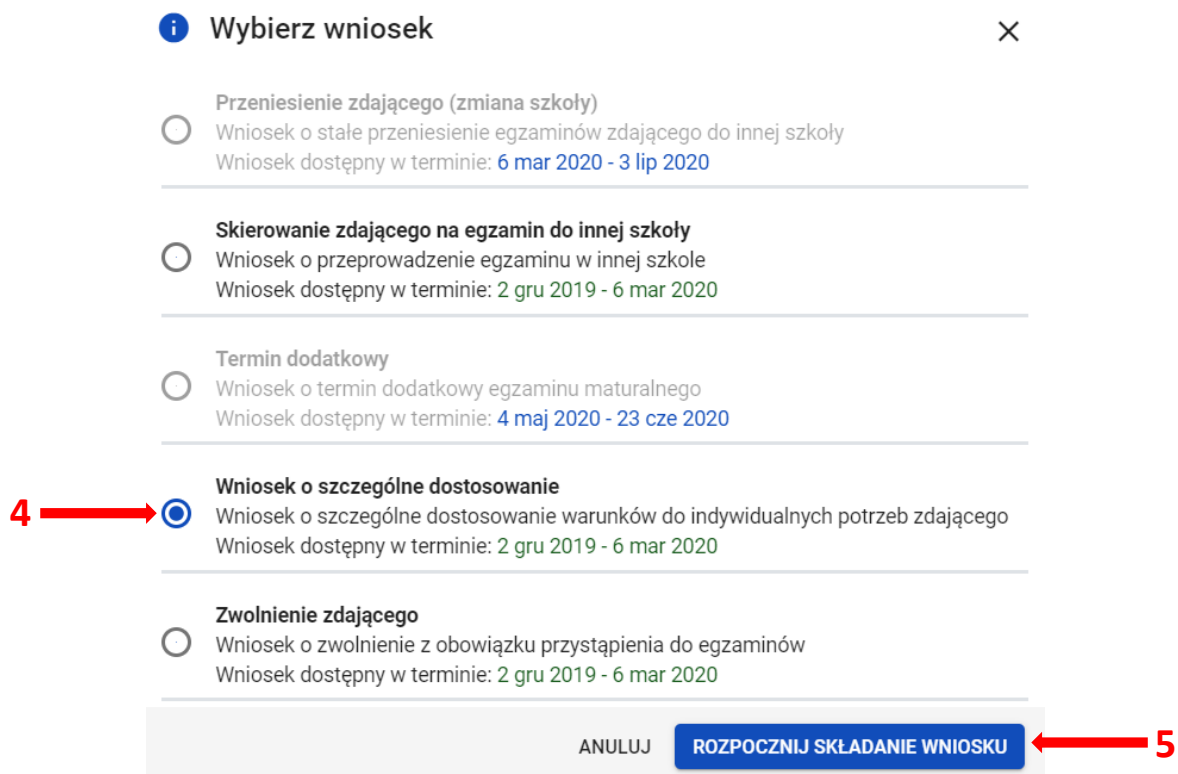 Wybierz wniosek
Przeniesienie zdającego (zmiana szkoły)
Wniosek o stałe przeniesienie egzaminów zdającego do innej szkoły
Wniosek dostępny w terminie: 6 mar 2020 - 3 lip 2020
Skierowanie zdającego na egzamin do innej szkoły
Wniosek o przeprowadzenie egzaminu w innej szkole
Wniosek dostępny w terminie: 2 gru 2019 - 6 mar 2020
Termin dodatkowy
Wniosek o termin dodatkowy egzaminu maturalnego
Wniosek dostępny w terminie: 4 maj 2020 - 23 cze 2020
Wniosek o szczególne dostosowanie
4 Wniosek o szczególne dostosowanie warunków do indywidualnych potrzeb zdającego
Wniosek dostępny w terminie: 2 gru 2019 - 6 mar 2020
Zwolnienie zdającego
Wniosek o zwolnienie z obowiązku przystąpienia do egzaminów
Wniosek dostępny w terminie: 2 gru 2019 - 6 mar 2020
ANULUJ ROZPOCZNIJ SKŁADANIE WNIOSKU 5